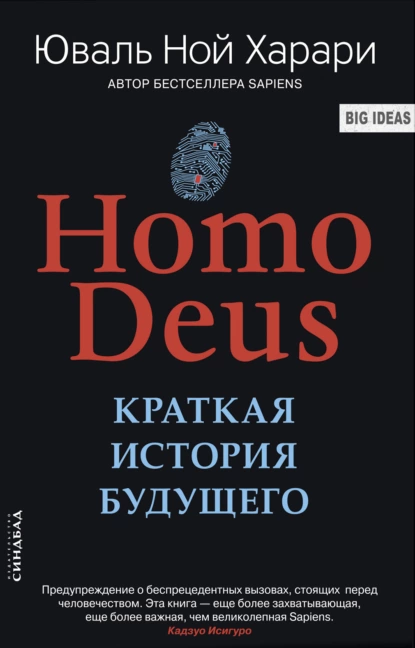 Юваль Ной Харари
АВТОР БЕСТСЕЛЛЕРА SAPIENS
BIG IDEAS
Homo
Deus
КРАТКАЯ
ИСТОРИЯ
БУДУЩЕГО
ИЗДАТЕЛЬСТВО
СИНДБАД
Предупреждение о беспрецедентных вызовах, стоящих перед
человечеством. Эта книга — еще более захватывающая,
еще более важная, чем великолепная Sapiens.
Кадзуо Исигуро